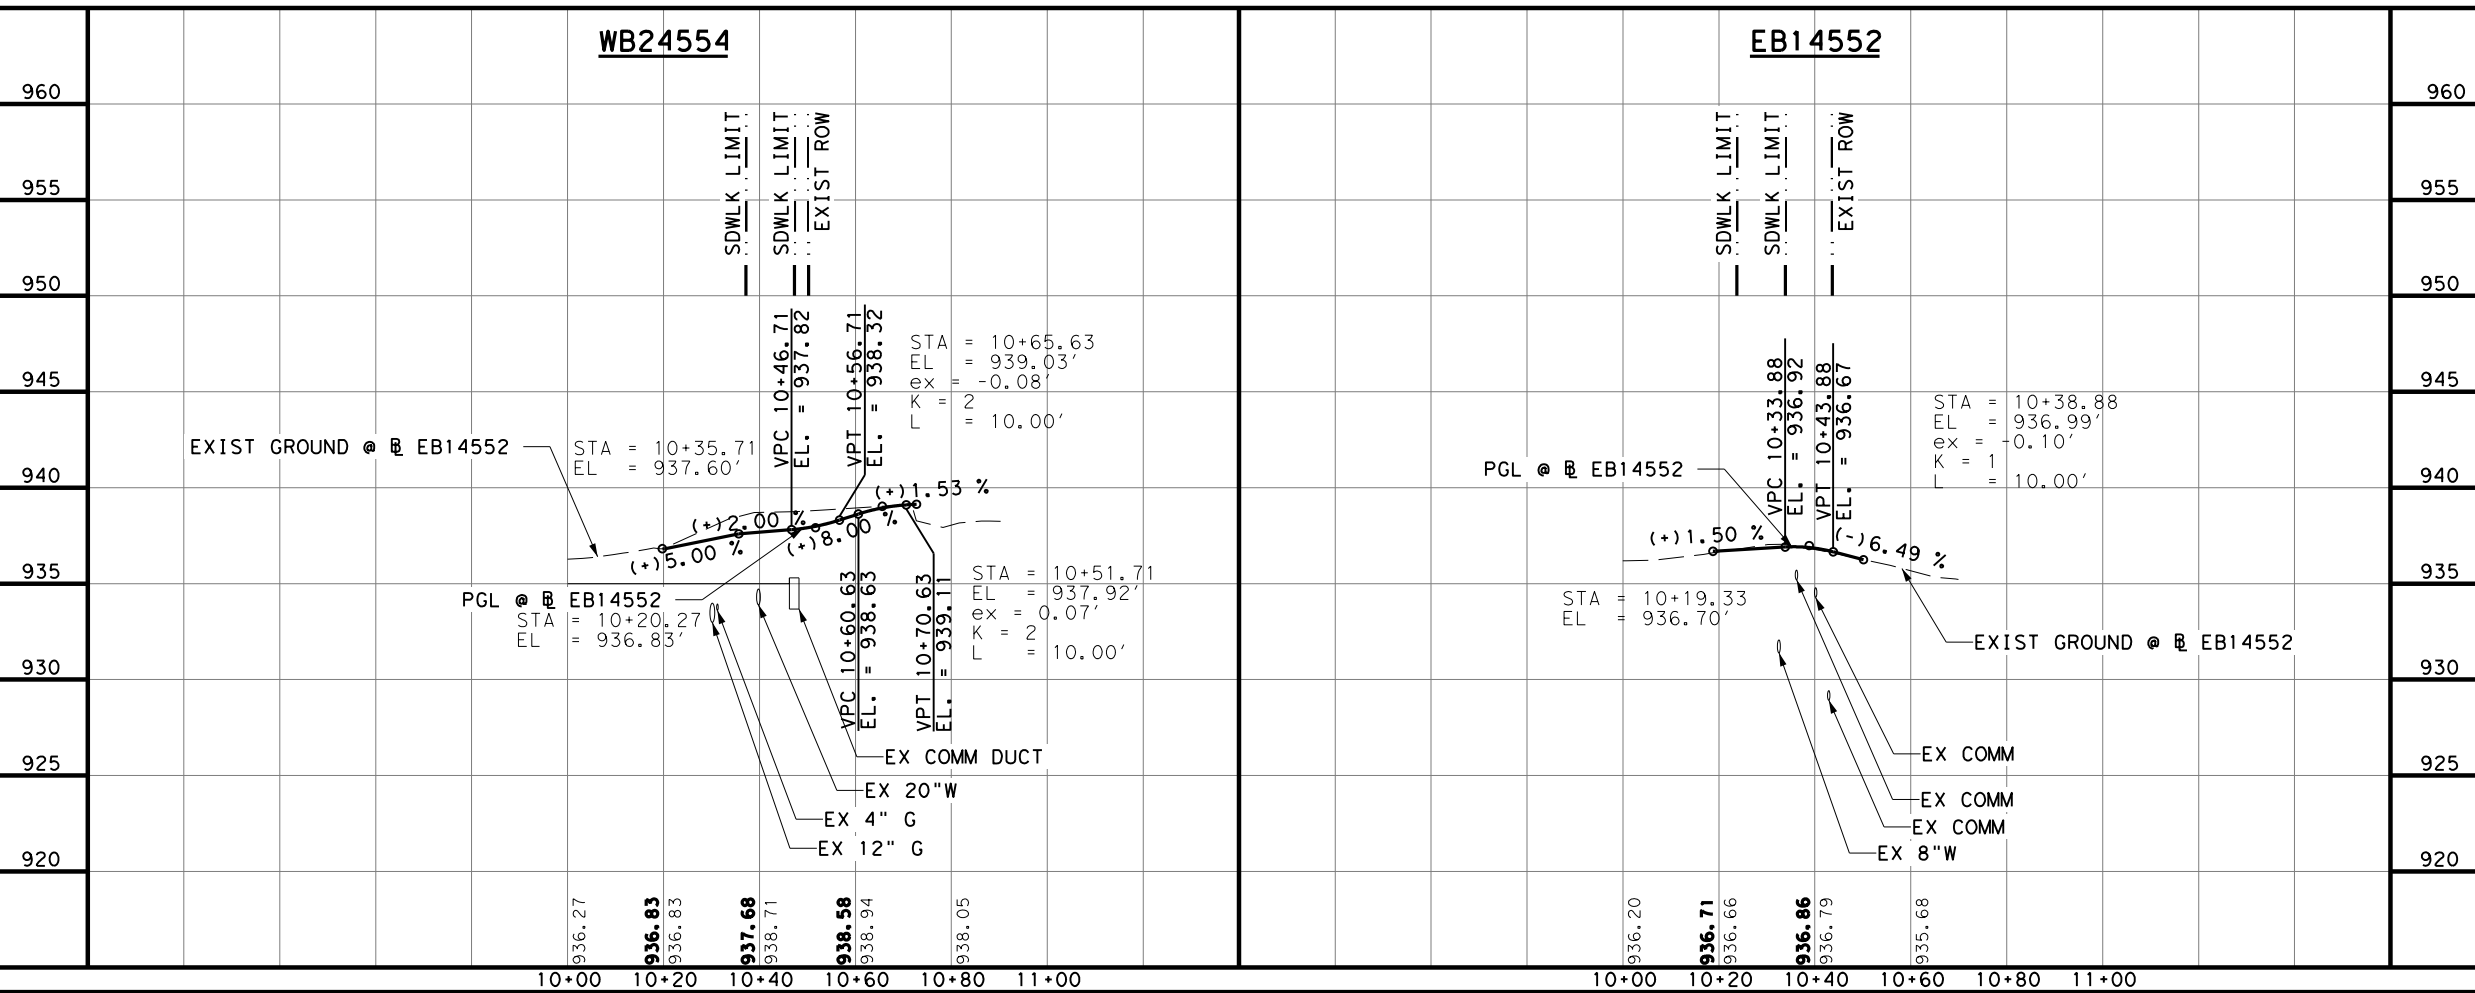 WB24554
EB14552
960
955
950
945
940
935
930
925
920
SDWLK LIMIT
SDWLK LIMIT
EXIST ROW
VPC 10+46.71
EL. = 937.82
VPT 10+56.71
EL. = 938.32
STA = 10+65.63
EL = 939.03'
ex = -0.08'
K = 2
L = 10.00'
EXIST GROUND @ BL EB14552
STA = 10+35.71
EL = 937.60'
(+)5.00 %
(+)2.00 %
(+)8.00 %
(+)1.53 %
PGL @ BL EB14552
STA = 10+20.27
EL = 936.83'
VPC 10+60.63
EL. = 938.63
VPT 10+70.63
EL. = 939.11
STA = 10+51.71
EL = 937.92'
ex = 0.07'
K = 2
L = 10.00'
EX COMM DUCT
EX 20"W
EX 4" G
EX 12" G
936.27
936.83
936.83
937.68
938.71
938.58
938.94
938.05
10+00
10+20
10+40
10+60
10+80
11+00
SDWLK LIMIT
SDWLK LIMIT
EXIST ROW
VPC 10+33.88
EL. = 936.92
VPT 10+43.88
EL. = 936.67
STA = 10+38.88
EL = 936.99'
ex = -0.10'
K = 1
L = 10.00'
PGL @ BL EB14552
(+)1.50 %
(-)6.49 %
STA = 10+19.33
EL = 936.70'
EXIST GROUND @ BL EB14552
EX COMM
EX COMM
EX COMM
EX 8"W
936.20
936.71
936.66
936.86
936.79
935.68
10+00
10+20
10+40
10+60
10+80
11+00
960
955
950
945
940
935
930
925
920